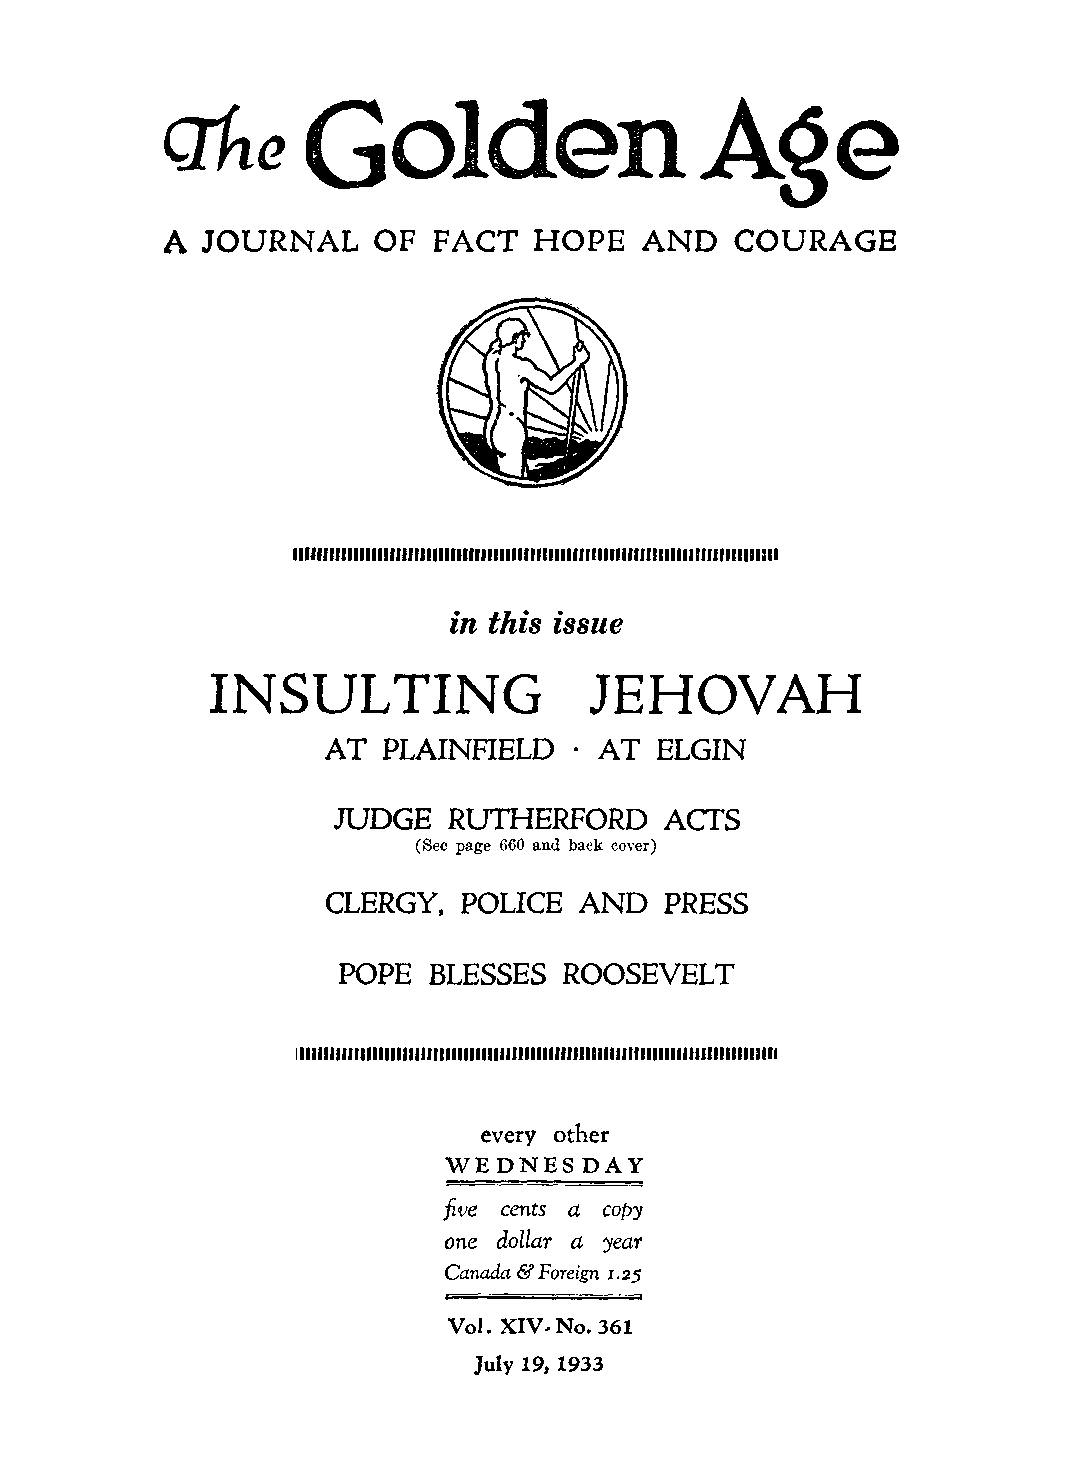 The Golden Age
A JOURNAL OF FACT HOPE AND COURAGE
in this issue
INSULTING JEHOVAH
AT PLAINFIELD · AT ELGIN
JUDGE RUTHERFORD ACTS
(See page 660 and back cover)
CLERGY, POLICE AND PRESS
POPE BLESSES ROOSEVELT
every other
WEDNESDAY
five cents a copy
one dollar a year
Canada & Foreign 1.25
Vol. XIV - No. 361
July 19, 1933